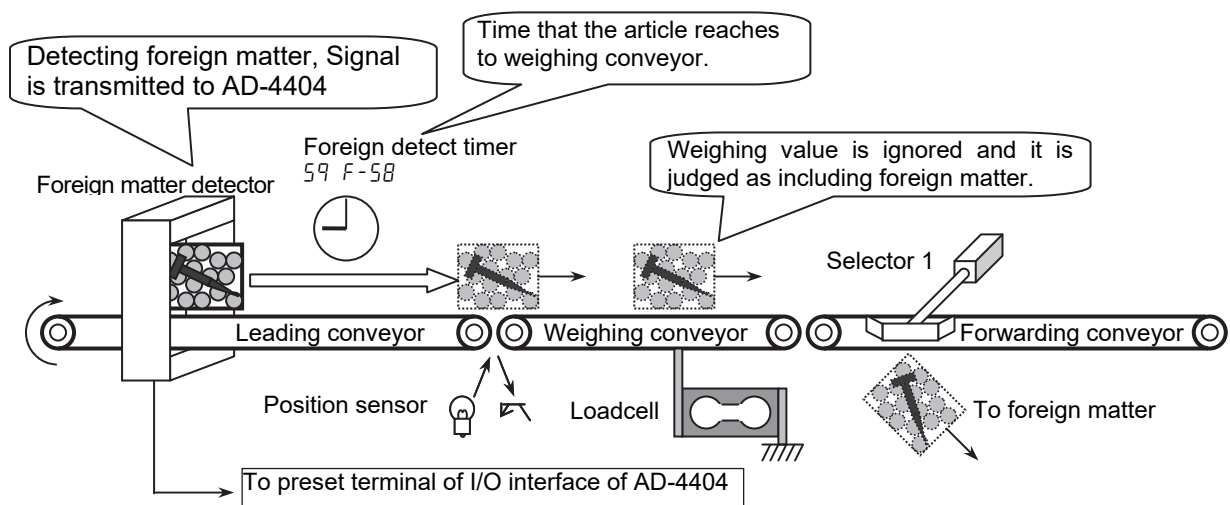 Detecting foreign matter, Signal
is transmitted to AD-4404
Time that the article reaches
to weighing conveyor.
Foreign detect timer
59 F-58
Weighing value is ignored and it is
judged as including foreign matter.
Foreign matter detector
Selector 1
Leading conveyor
Weighing conveyor
Forwarding conveyor
Position sensor
Loadcell
To foreign matter
To preset terminal of I/O interface of AD-4404